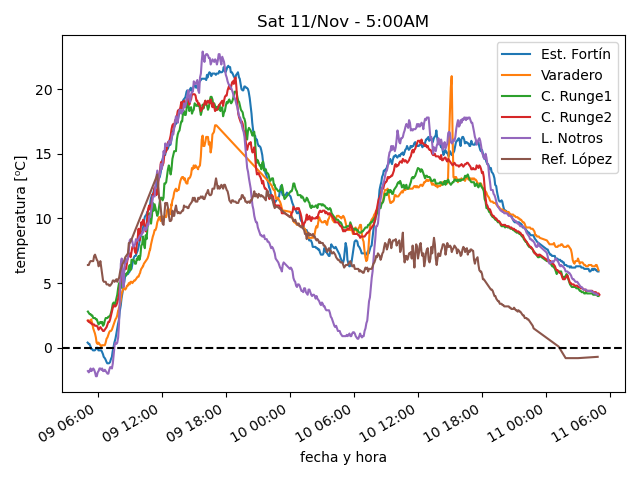 Sat 11/Nov - 5:00AM
Est. Fortín
Varadero
C. Runge1
C. Runge2
L. Notros
Ref. López
temperatura [ºC]
20
15
10
5
0
09 06:00
09 12:00
09 18:00
10 00:00
10 06:00
10 12:00
10 18:00
11 00:00
11 06:00
fecha y hora